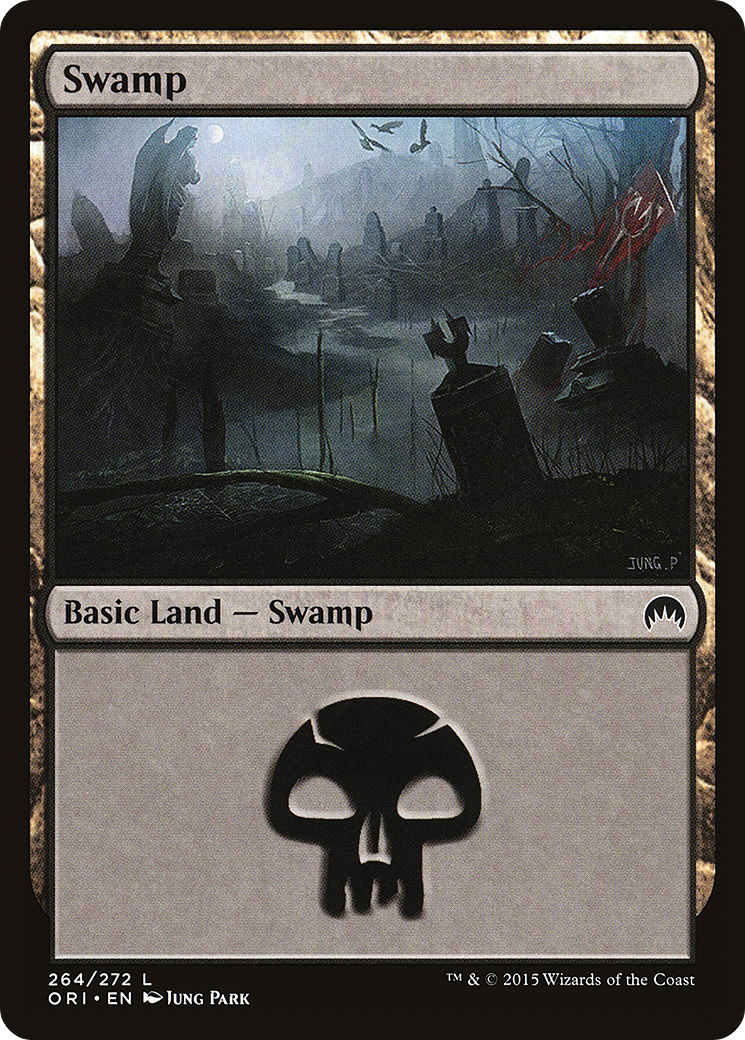 Swamp
JUNG.P
Basic Land — Swamp
264/272 L
™ & © 2015 Wizards of the Coast
ORI • EN Jung Park